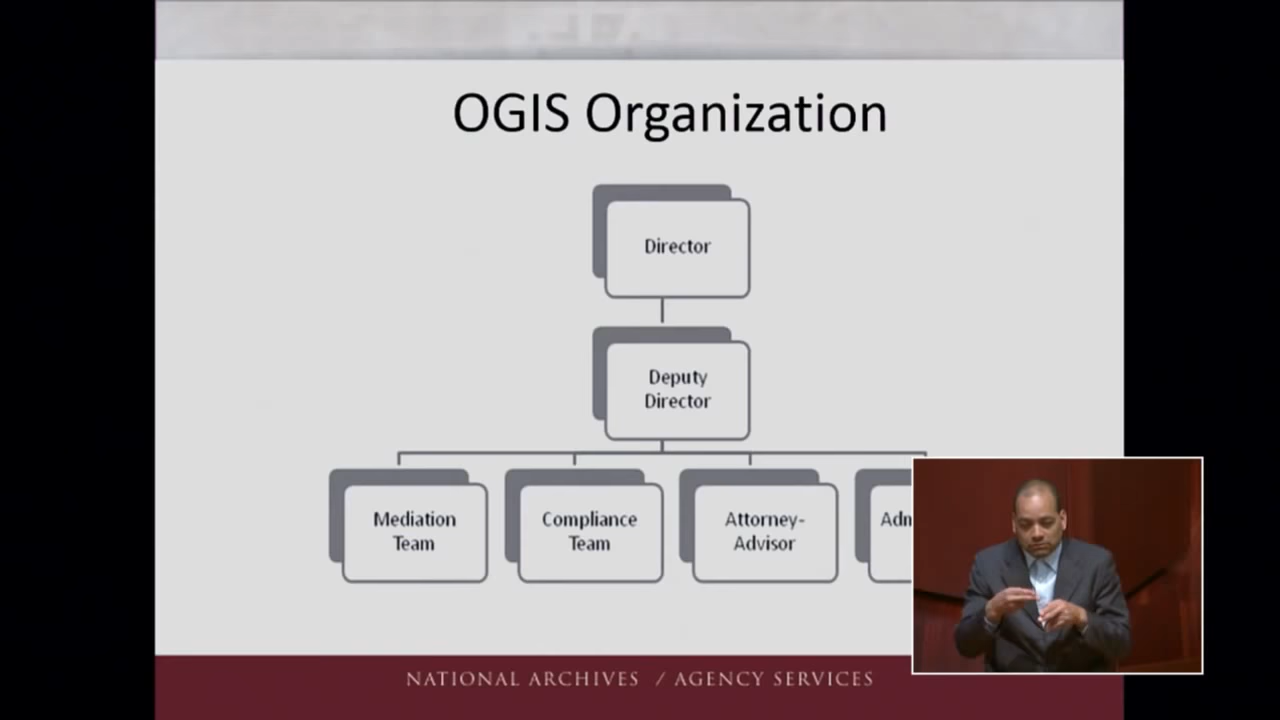 OGIS Organization
Director
Deputy
Director
Mediation
Team
Compliance
Team
Attorney-
Advisor
NATIONAL ARCHIVES / AGENCY SERVICES